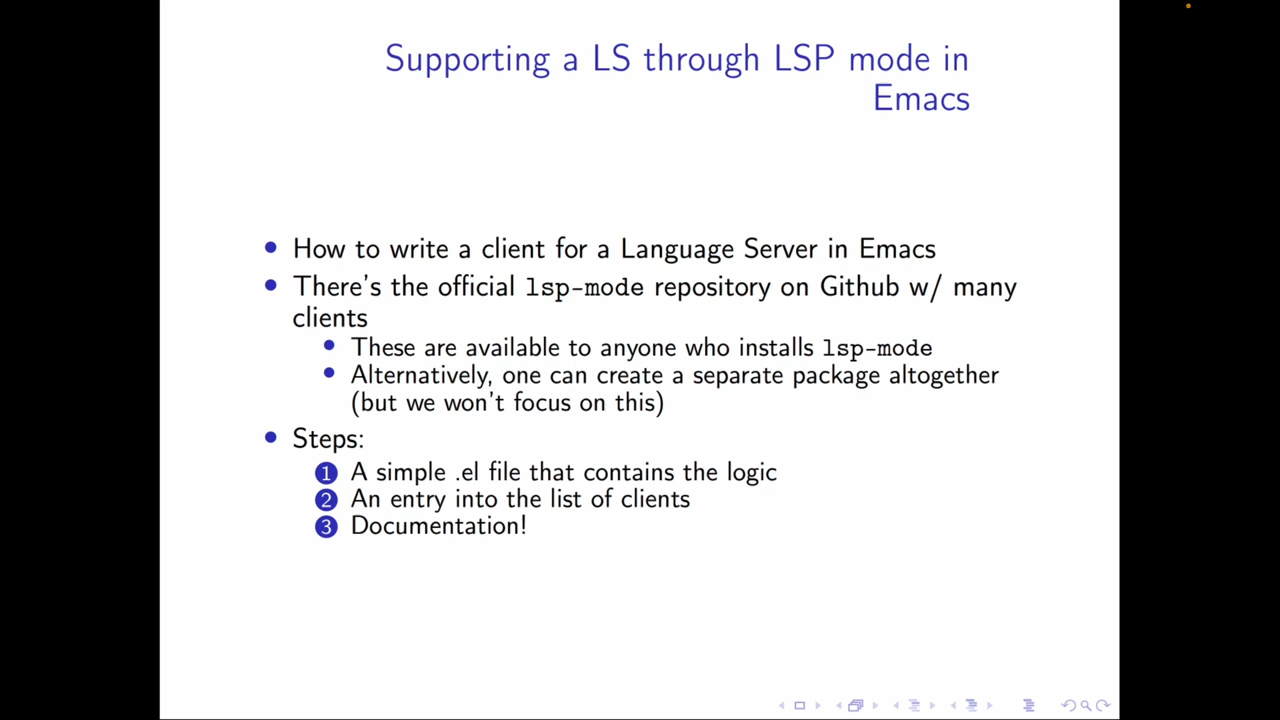 Supporting a LS through LSP mode in
Emacs
How to write a client for a Language Server in Emacs
There's the official lsp-mode repository on Github w/ many
clients
These are available to anyone who installs lsp-mode
Alternatively, one can create a separate package altogether
(but we won't focus on this)
Steps:
1 A simple .el file that contains the logic
2 An entry into the list of clients
3 Documentation!